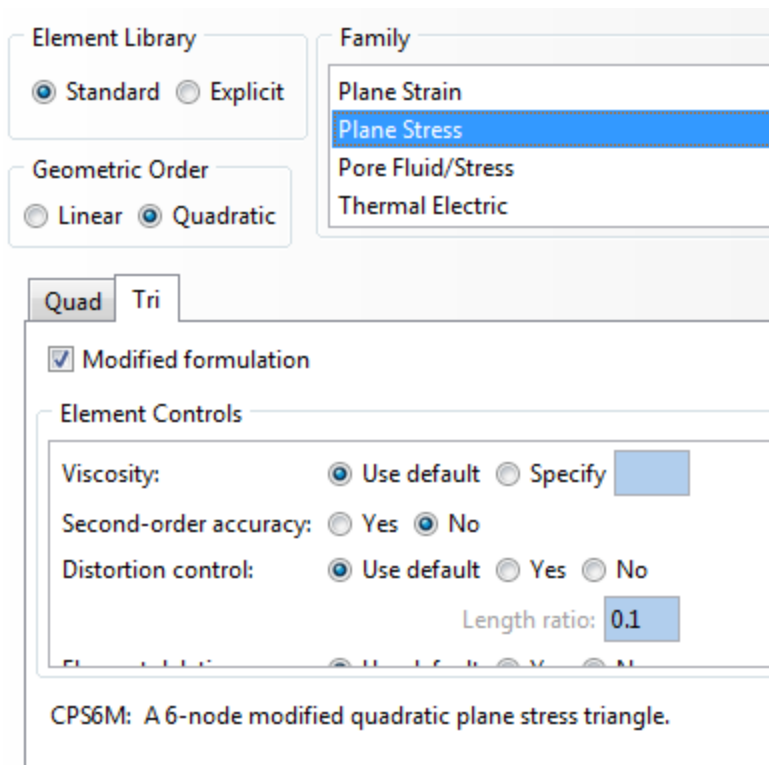 Element Library
Family
Standard Explicit
Plane Strain
Plane Stress
Geometric Order
Pore Fluid/Stress
Linear Quadratic
Thermal Electric
Quad Tri
Modified formulation
Element Controls
Viscosity: Use default Specify
Second-order accuracy: Yes No
Distortion control: Use default Yes No
Length ratio: 0.1
CPS6M: A 6-node modified quadratic plane stress triangle.